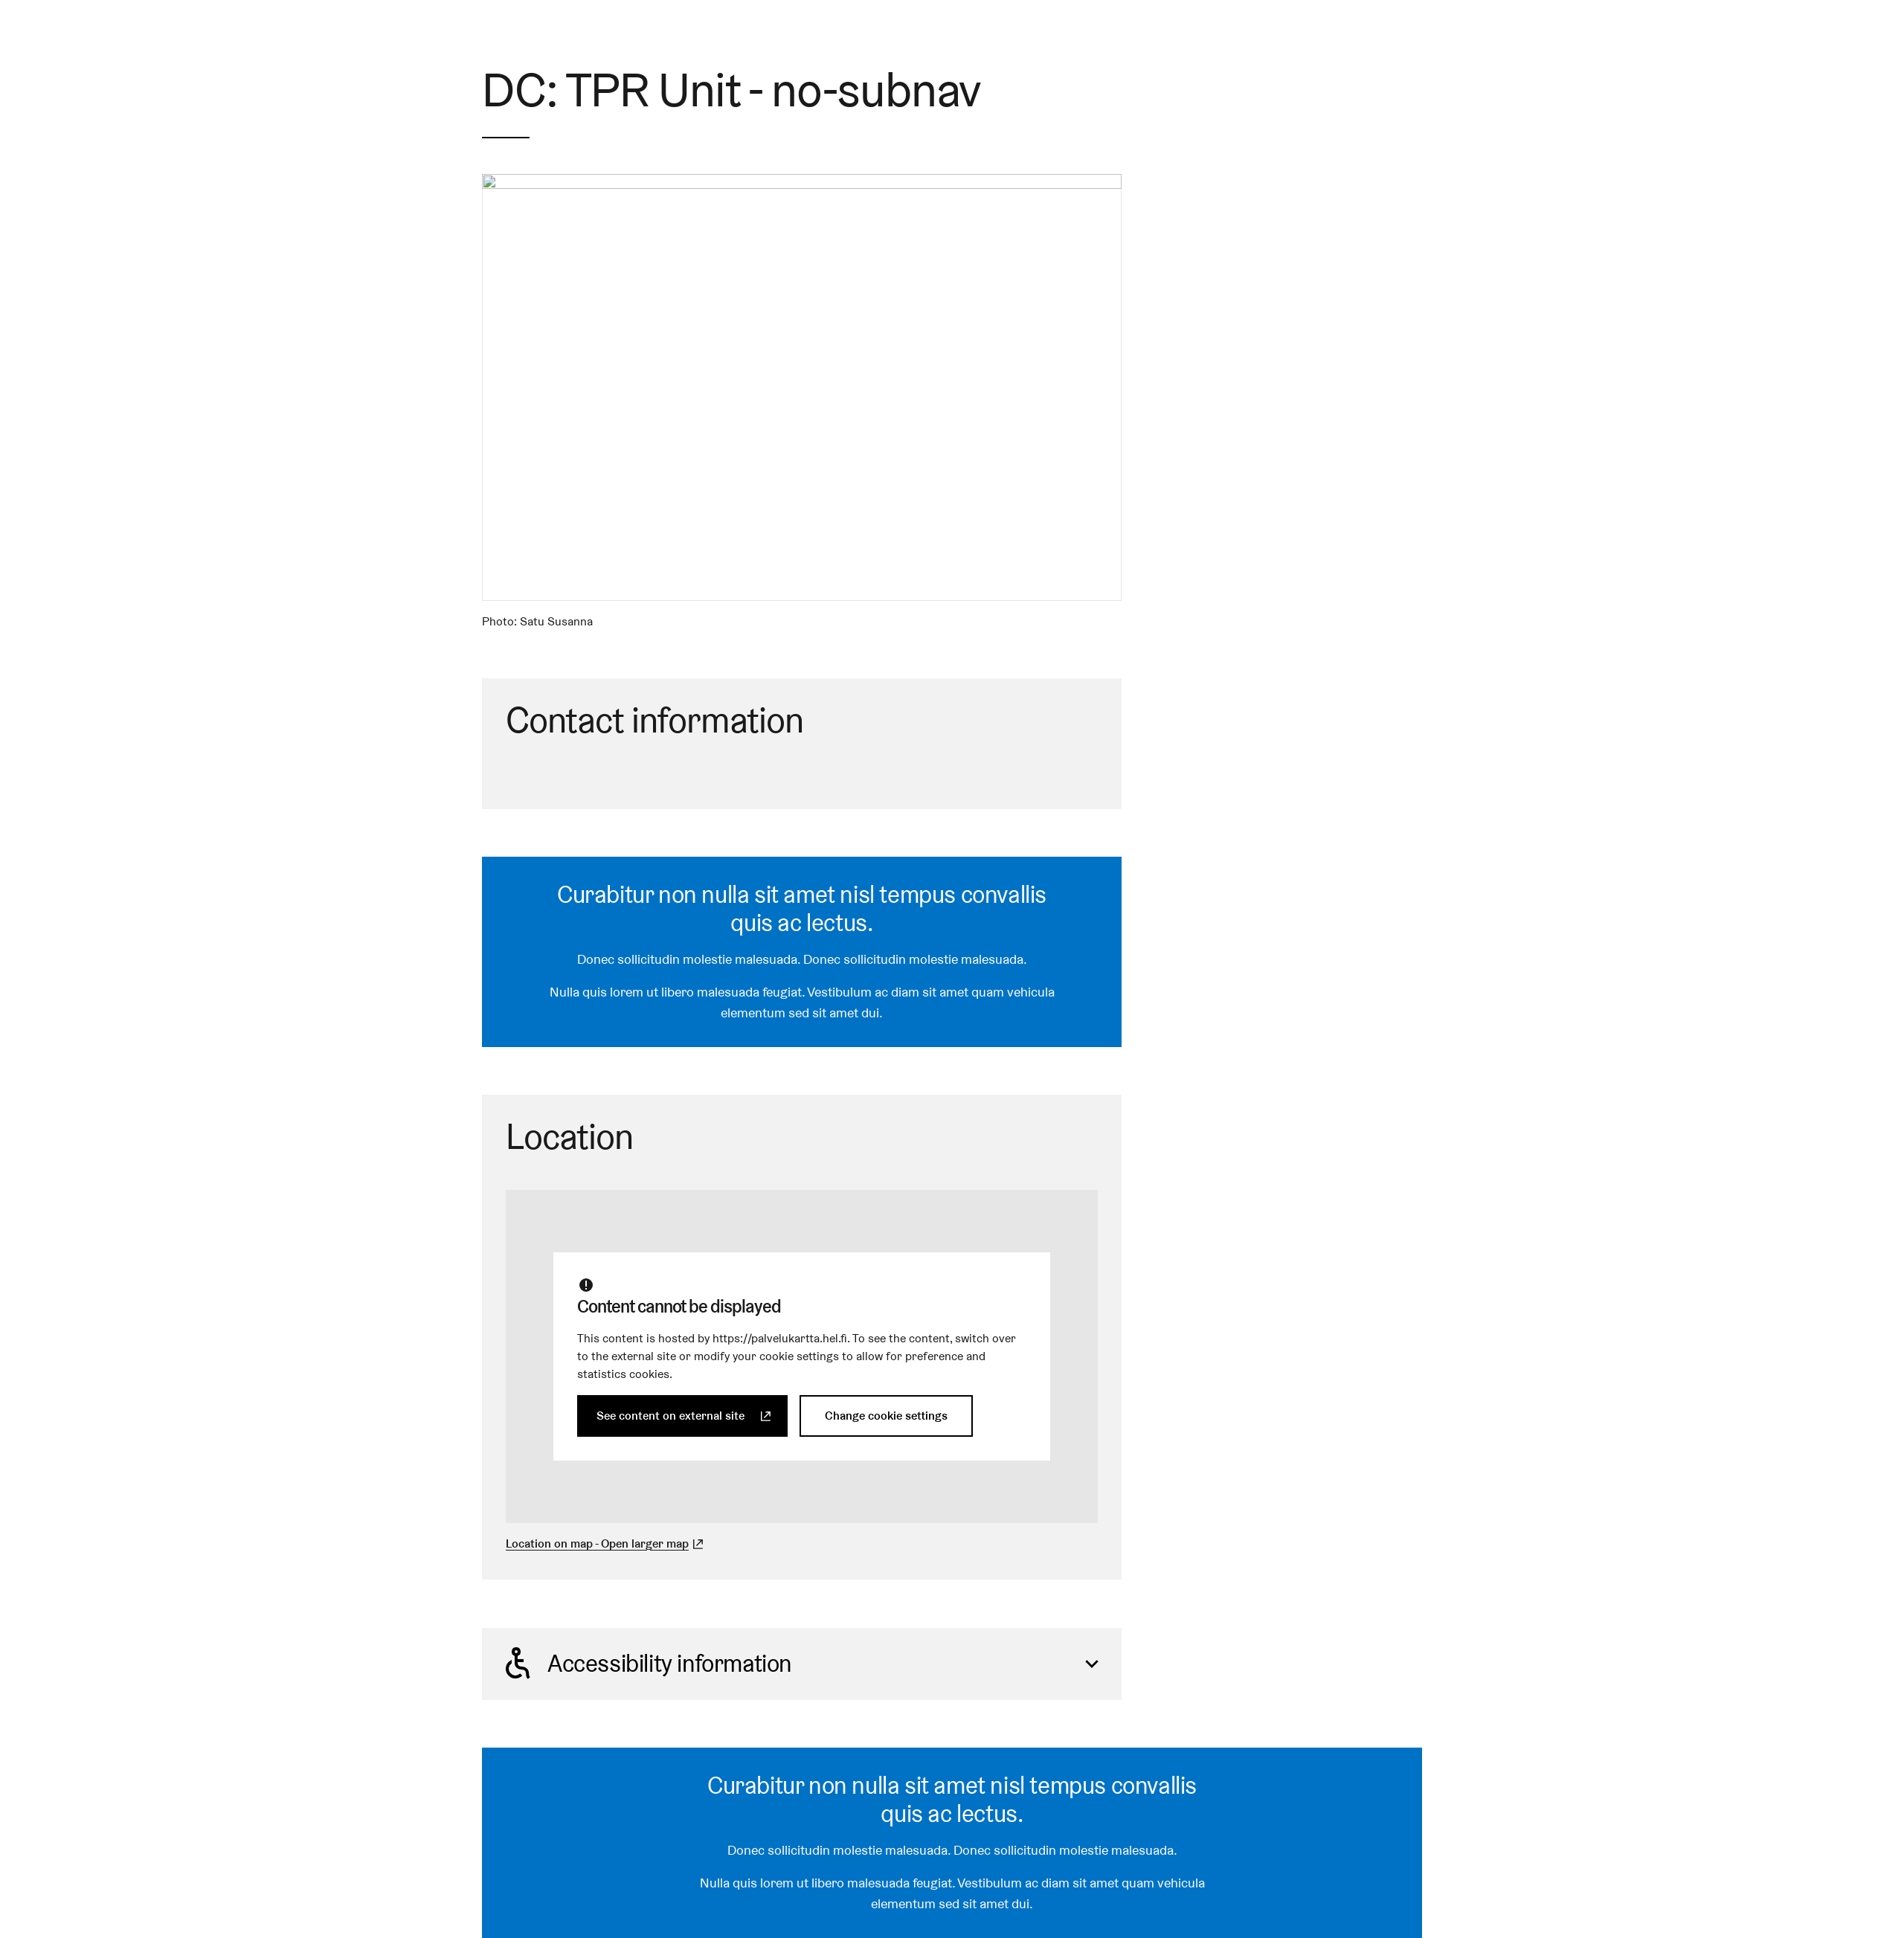 DC: TPR Unit - no-subnav
Photo: Satu Susanna
Contact information
Curabitur non nulla sit amet nisl tempus convallis
quis ac lectus.
Donec sollicitudin molestie malesuada. Donec sollicitudin molestie malesuada.
Nulla quis lorem ut libero malesuada feugiat. Vestibulum ac diam sit amet quam vehicula
elementum sed sit amet dui.
Location
Content cannot be displayed
This content is hosted by https://palvelukartta.hel.fi. To see the content, switch over
to the external site or modify your cookie settings to allow for preference and
statistics cookies.
See content on external site
Change cookie settings
Location on map - Open larger map
Accessibility information
Curabitur non nulla sit amet nisl tempus convallis
quis ac lectus.
Donec sollicitudin molestie malesuada. Donec sollicitudin molestie malesuada.
Nulla quis lorem ut libero malesuada feugiat. Vestibulum ac diam sit amet quam vehicula
elementum sed sit amet dui.